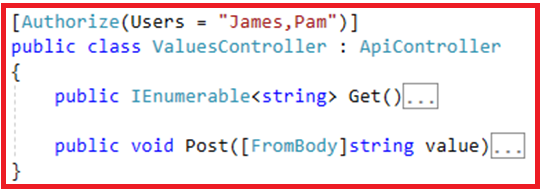 [Authorize(Users = "James,Pam")]
public class ValuesController : ApiController
{
    public IEnumerable<string> Get()...
    public void Post([FromBody]string value)...
}